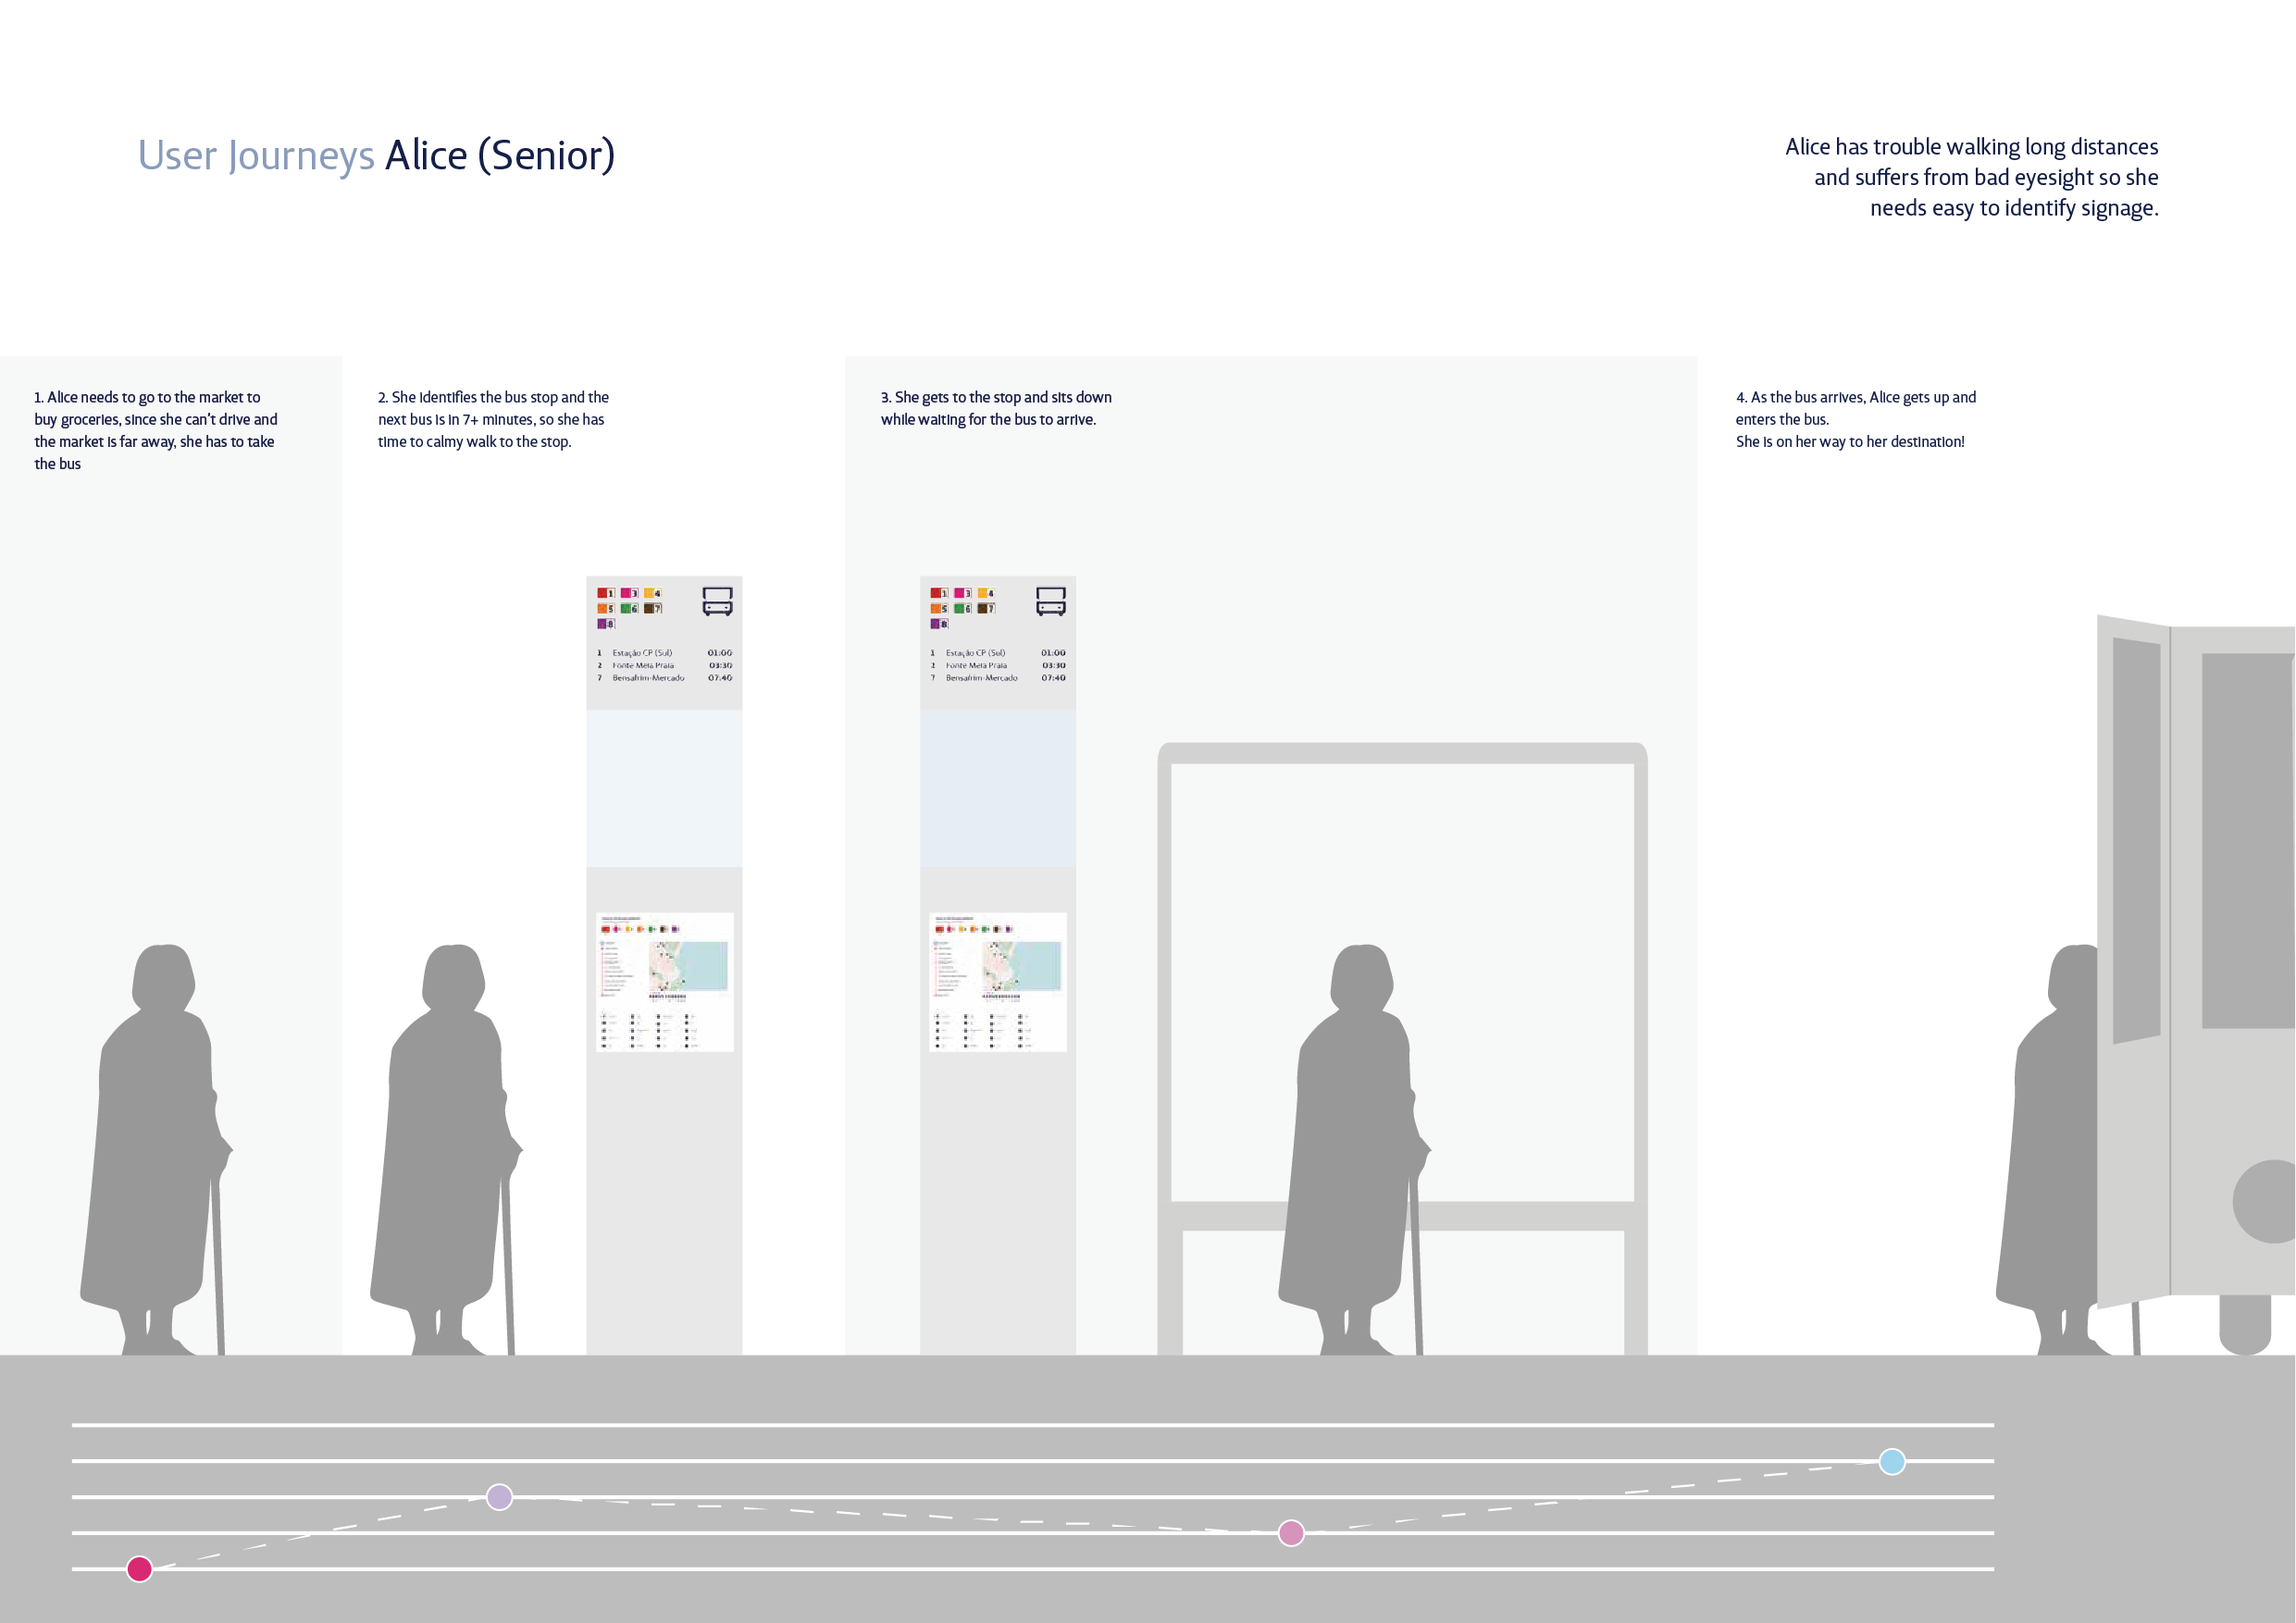 User Journeys Alice (Senior)
Alice has trouble walking long distances
and suffers from bad eyesight so she
needs easy to identify signage.
1. Alice needs to go to the market to
buy groceries, since she can't drive and
the market is far away, she has to take
the bus
2. She identifies the bus stop and the
next bus is in 7+ minutes, so she has
time to calmy walk to the stop.
3. She gets to the stop and sits down
while waiting for the bus to arrive.
4. As the bus arrives, Alice gets up and
enters the bus.
She is on her way to her destination!
1 3 4
5 6 7
8
1 Estação CP (Sul) 01:00
2 Fonte Meia Praia 03:30
7 Bensafrim-Mercado 07:40
1 3 4
5 6 7
8
1 Estação CP (Sul) 01:00
2 Fonte Meia Praia 03:30
7 Bensafrim-Mercado 07:40